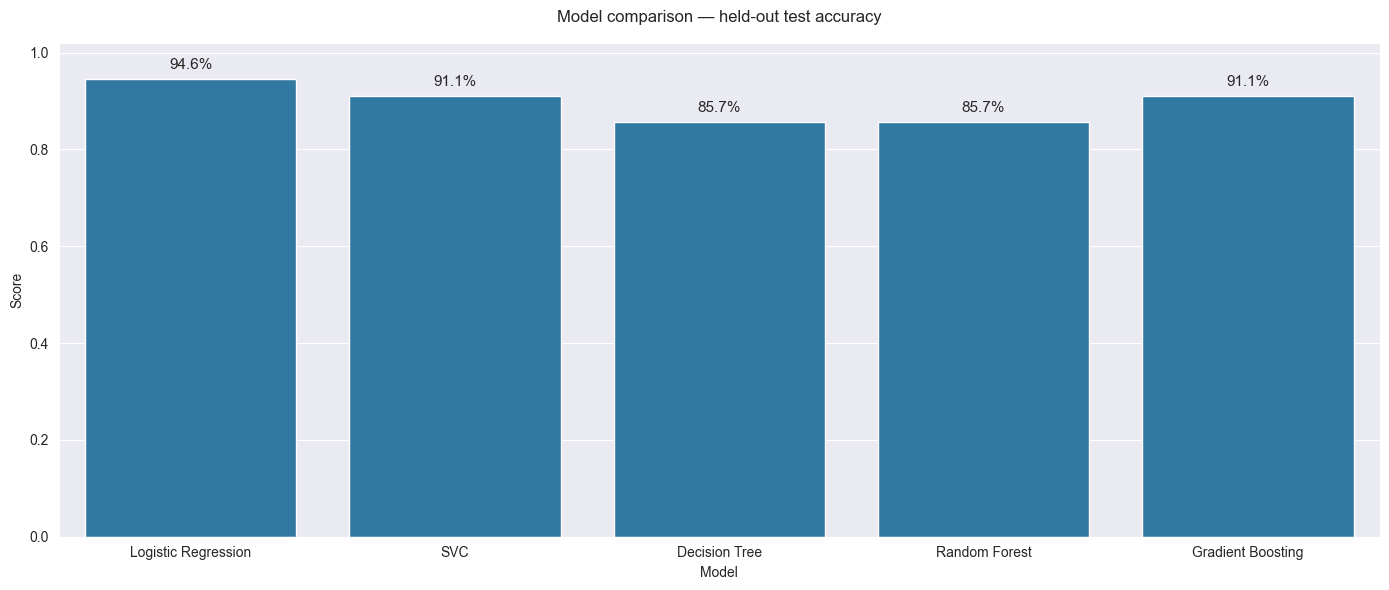 Model comparison — held-out test accuracy
1.0
0.8
0.6
0.4
0.2
0.0
Score
94.6%
91.1%
85.7%
85.7%
91.1%
Logistic Regression
SVC
Decision Tree
Random Forest
Gradient Boosting
Model